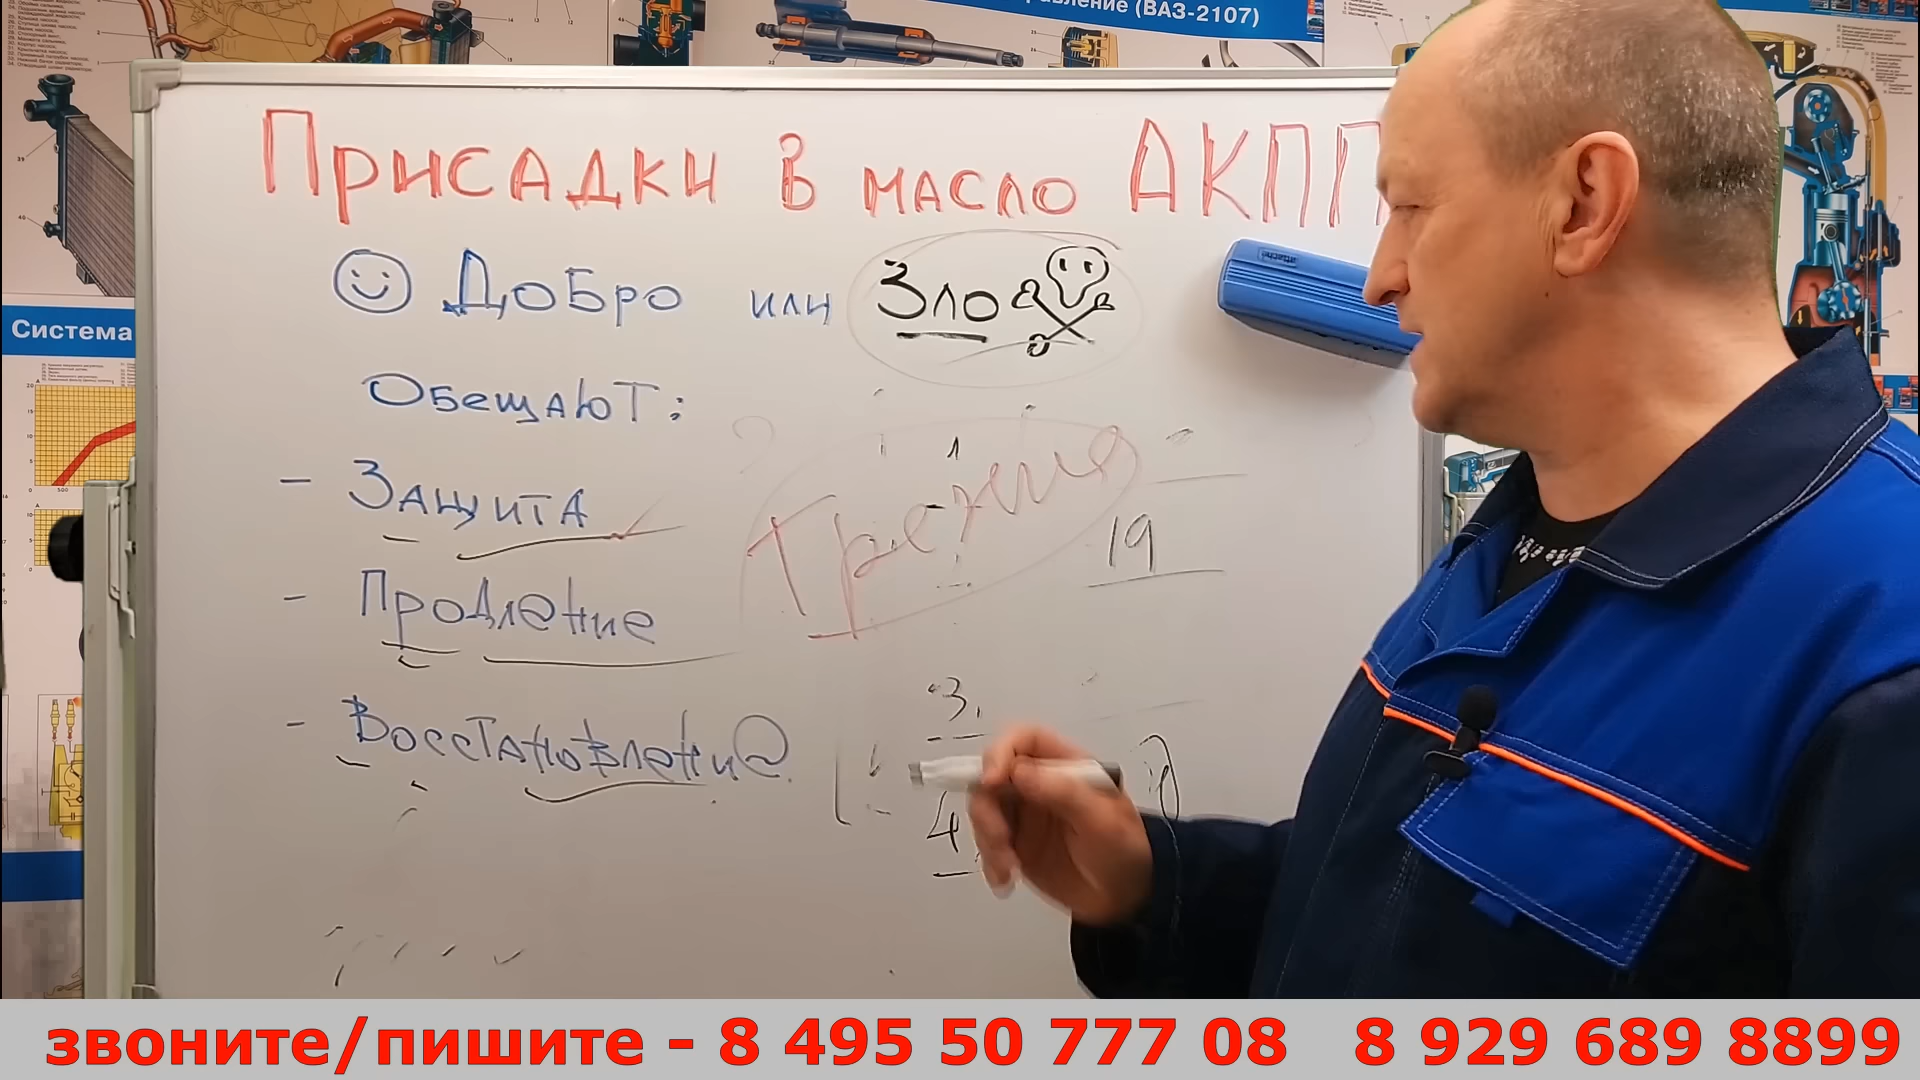 (ВАЗ-2107)
Присадки в масло АКПП
Добро или Зло
Обещают:
- Защита
- Продление
- Восстановление
Трения
19
3
4
Система
звоните/пишите - 8 495 50 777 08 8 929 689 8899